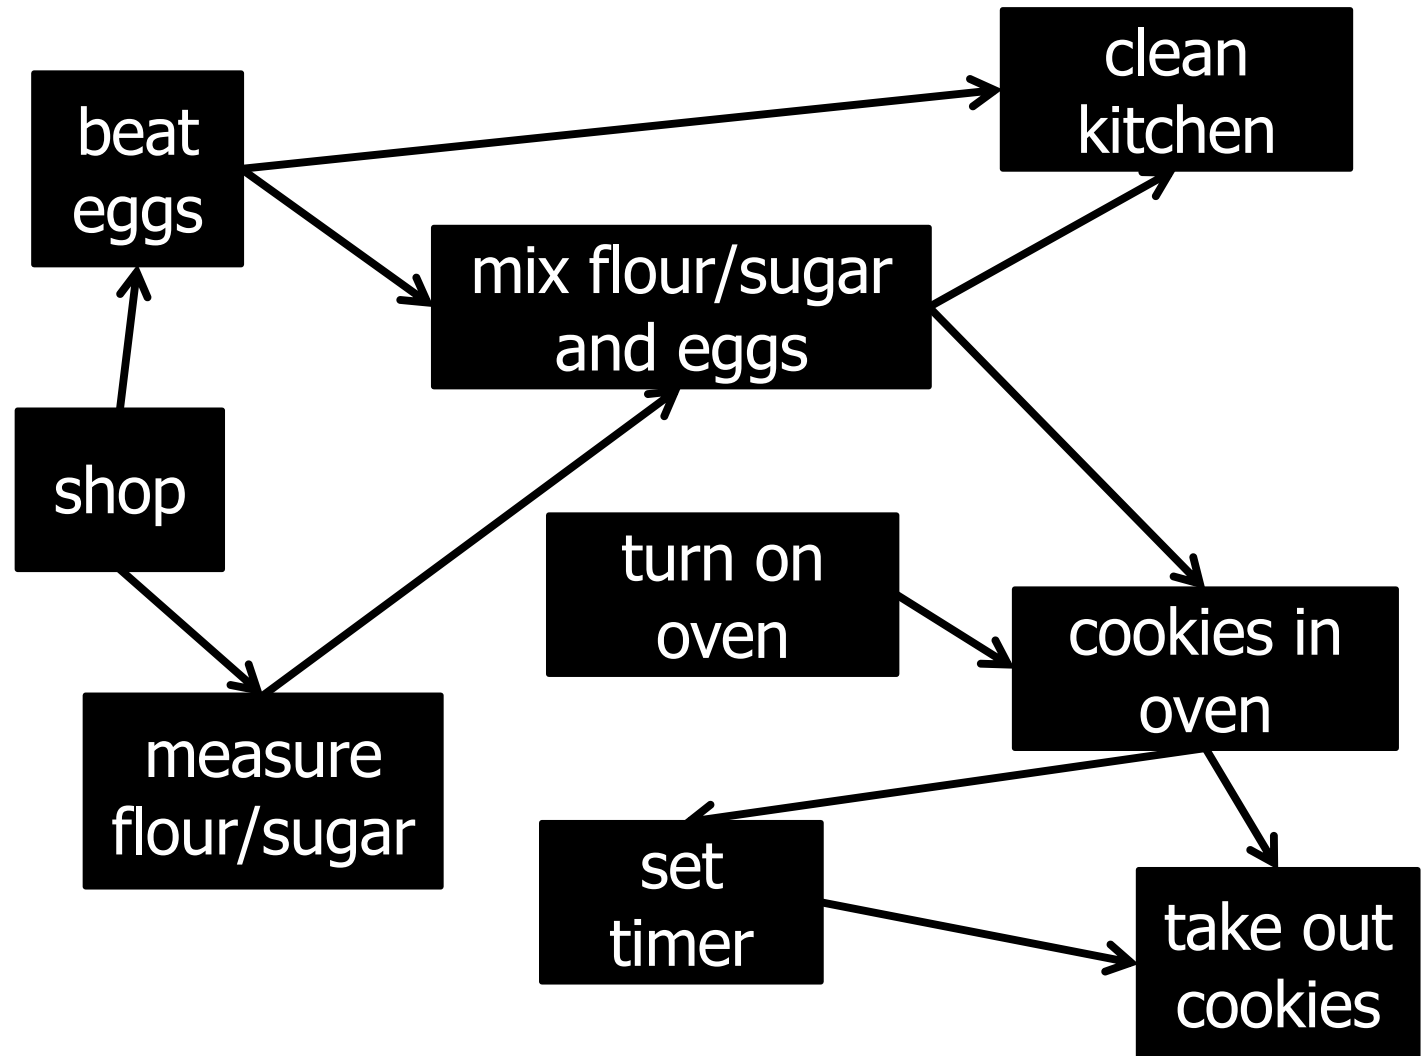 clean
kitchen
beat
eggs
mix flour/sugar
and eggs
shop
turn on
oven
cookies in
oven
measure
flour/sugar
set
timer
take out
cookies